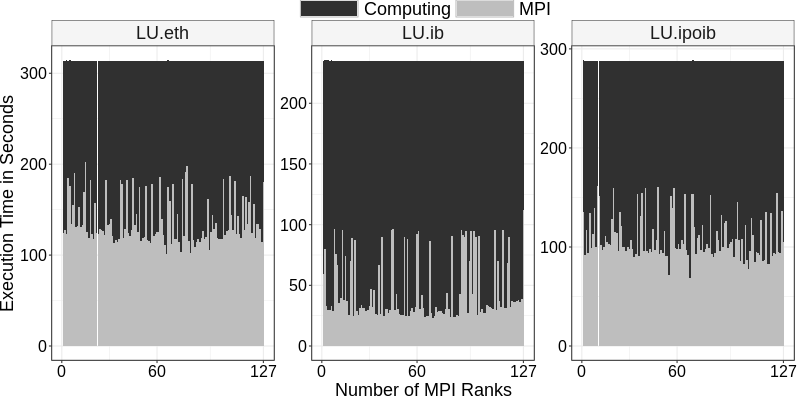 Computing MPI
LU.eth LU.ib LU.ipoib
Execution Time in Seconds
300
200
100
0
200
150
100
50
0
300
200
100
0
0 60 127 0 60 127 0 60 127
Number of MPI Ranks